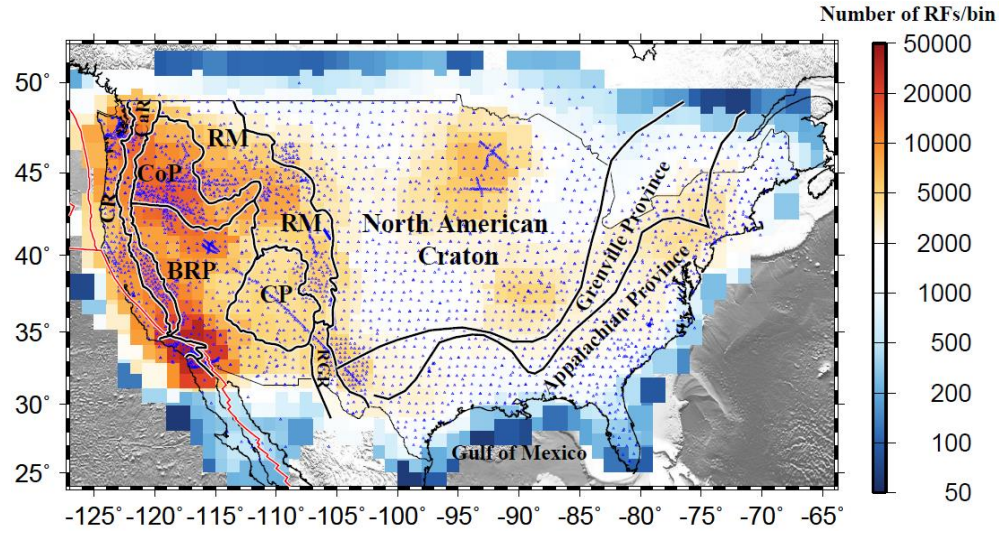 Number of RFs/bin
50000
20000
10000
5000
2000
1000
500
200
100
50
50°
45°
40°
35°
30°
25°
-125° -120° -115° -110° -105° -100° -95° -90° -85° -80° -75° -70° -65°
CaR
RM
CoP
CR
RM
North American
Craton
BRP
CP
RGR
Grenville Province
Appalachian Province
Gulf of Mexico